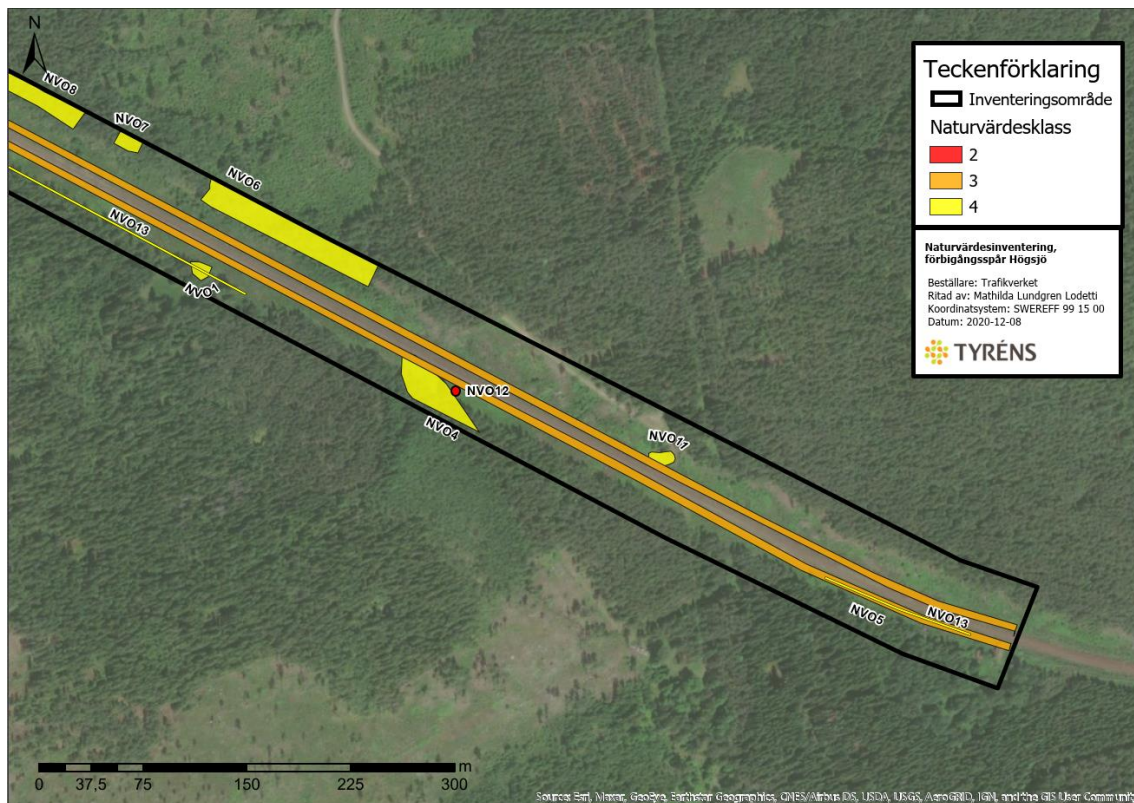 N
NVO8
NVO7
NVO6
NVO13
NVO1
NVO12
NVO4
NVO11
NVO5
NVO13
Teckenförklaring
Inventeringsområde
Naturvärdesklass
2
3
4
Naturvärdesinventering,
förbigångsspår Högsjö
Beställare: Trafikverket
Ritad av: Mathilda Lundgren Lodetti
Koordinatsystem: SWEREFF 99 15 00
Datum: 2020-12-08
TYRÉNS
m
0 37,5 75 150 225 300
Source: Esri, Maxar, GeoEye, Earthstar Geographics, CNES/Airbus DS, USDA, USGS, AeroGRID, IGN, and the GIS User Communit